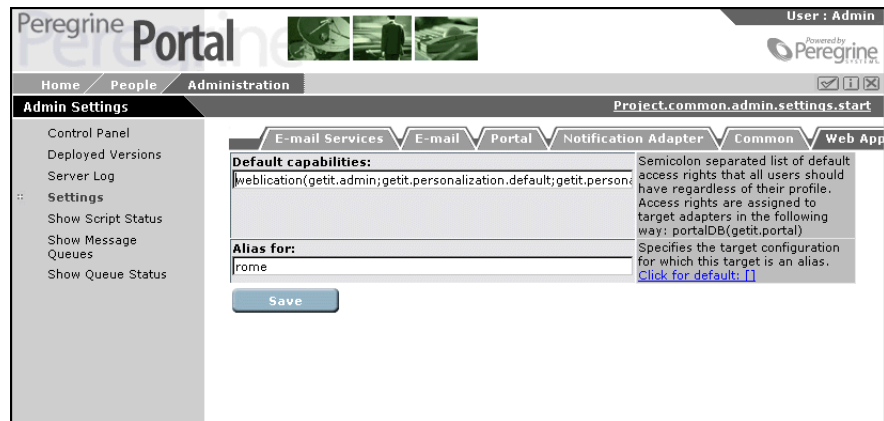 User : Admin
Peregrine Portal
Powered by
Peregrine
SYSTEMS
Home People Administration
Admin Settings Project.common.admin.settings.start
Control Panel
Deployed Versions
Server Log
Settings
Show Script Status
Show Message
Queues
Show Queue Status
E-mail Services E-mail Portal Notification Adapter Common Web App
Default capabilities:
weblication(getit.admin;getit.personalization.default;getit.persona
Semicolon separated list of default
access rights that all users should
have regardless of their profile.
Access rights are assigned to
target adapters in the following
way: portalDB(getit.portal)
Alias for:
rome
Specifies the target configuration
for which this target is an alias.
Click for default: []
Save